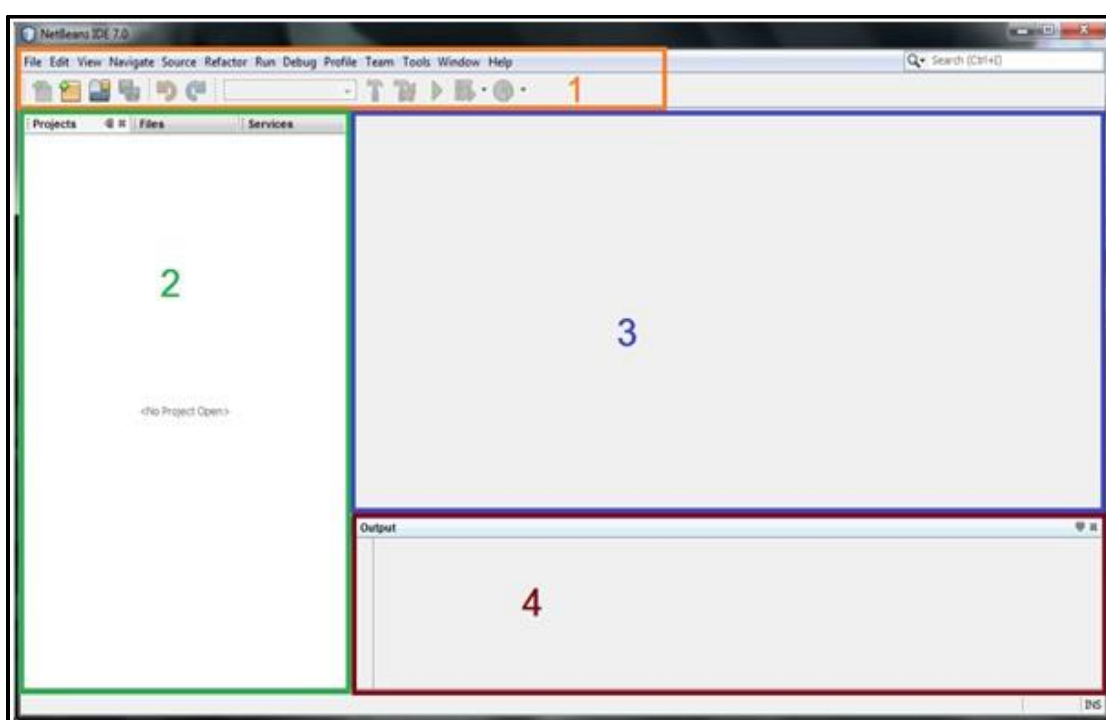 NetBeans IDE 7.0
File Edit View Navigate Source Refactor Run Debug Profile Team Tools Window Help
Search (Ctrl+I)
1
Projects Files Services
2
<No Project Open>
3
Output
4
INS